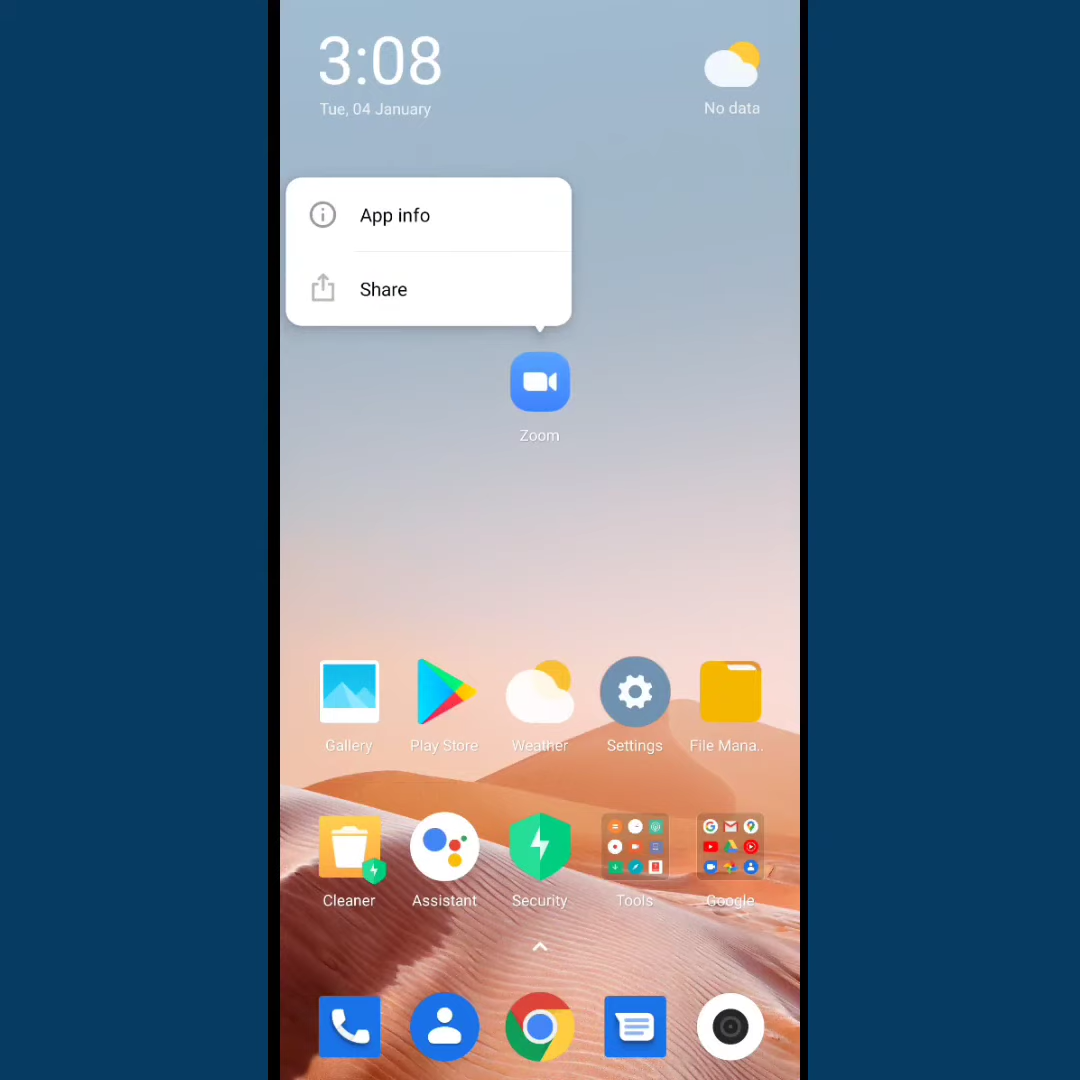 3:08
Tue, 04 January
No data
App info
Share
Zoom
Gallery
Play Store
Weather
Settings
File Mana..
Cleaner
Assistant
Security
Tools
Google